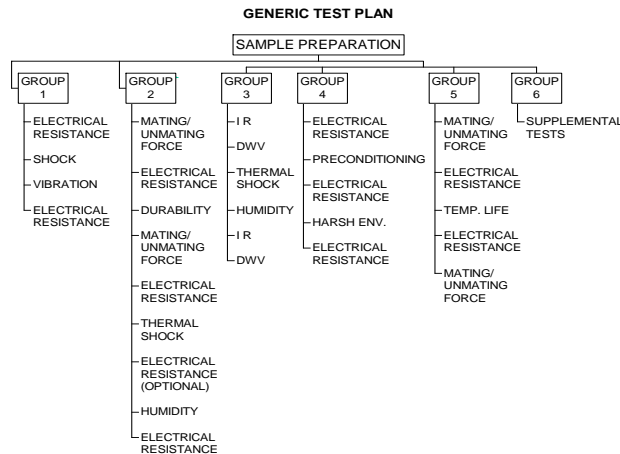 GENERIC TEST PLAN
SAMPLE PREPARATION
GROUP
1
ELECTRICAL
RESISTANCE
SHOCK
VIBRATION
ELECTRICAL
RESISTANCE
GROUP
2
MATING/
UNMATING
FORCE
ELECTRICAL
RESISTANCE
DURABILITY
MATING/
UNMATING
FORCE
ELECTRICAL
RESISTANCE
THERMAL
SHOCK
ELECTRICAL
RESISTANCE
(OPTIONAL)
HUMIDITY
ELECTRICAL
RESISTANCE
GROUP
3
I R
DWV
THERMAL
SHOCK
HUMIDITY
I R
DWV
GROUP
4
ELECTRICAL
RESISTANCE
PRECONDITIONING
ELECTRICAL
RESISTANCE
HARSH ENV.
ELECTRICAL
RESISTANCE
GROUP
5
MATING/
UNMATING
FORCE
ELECTRICAL
RESISTANCE
TEMP. LIFE
ELECTRICAL
RESISTANCE
MATING/
UNMATING
FORCE
GROUP
6
SUPPLEMENTAL
TESTS